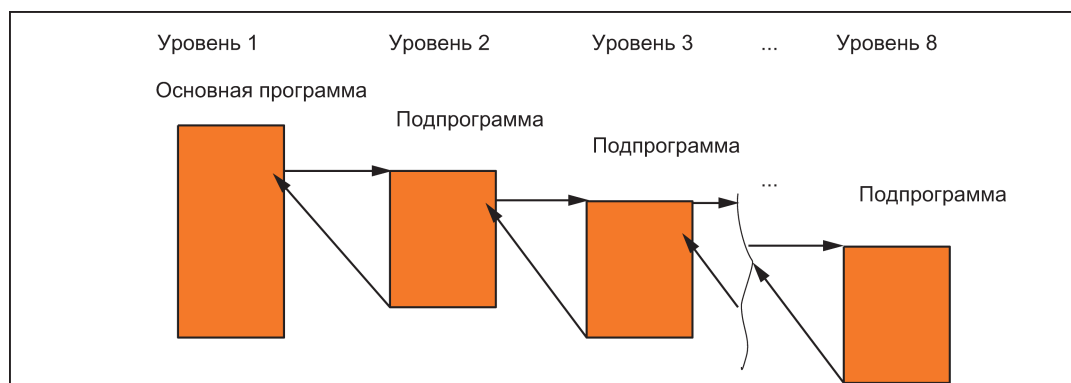 Уровень 1 Уровень 2 Уровень 3 ... Уровень 8
Основная программа
Подпрограмма
Подпрограмма
...
Подпрограмма